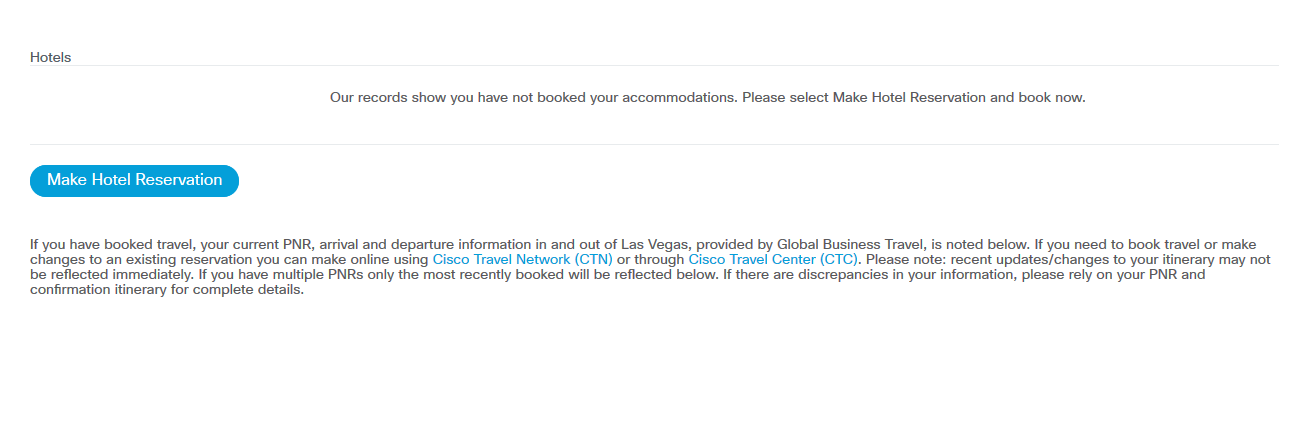 Hotels
Our records show you have not booked your accommodations. Please select Make Hotel Reservation and book now.
Make Hotel Reservation
If you have booked travel, your current PNR, arrival and departure information in and out of Las Vegas, provided by Global Business Travel, is noted below. If you need to book travel or make
changes to an existing reservation you can make online using Cisco Travel Network (CTN) or through Cisco Travel Center (CTC). Please note: recent updates/changes to your itinerary may not
be reflected immediately. If you have multiple PNRs only the most recently booked will be reflected below. If there are discrepancies in your information, please rely on your PNR and
confirmation itinerary for complete details.